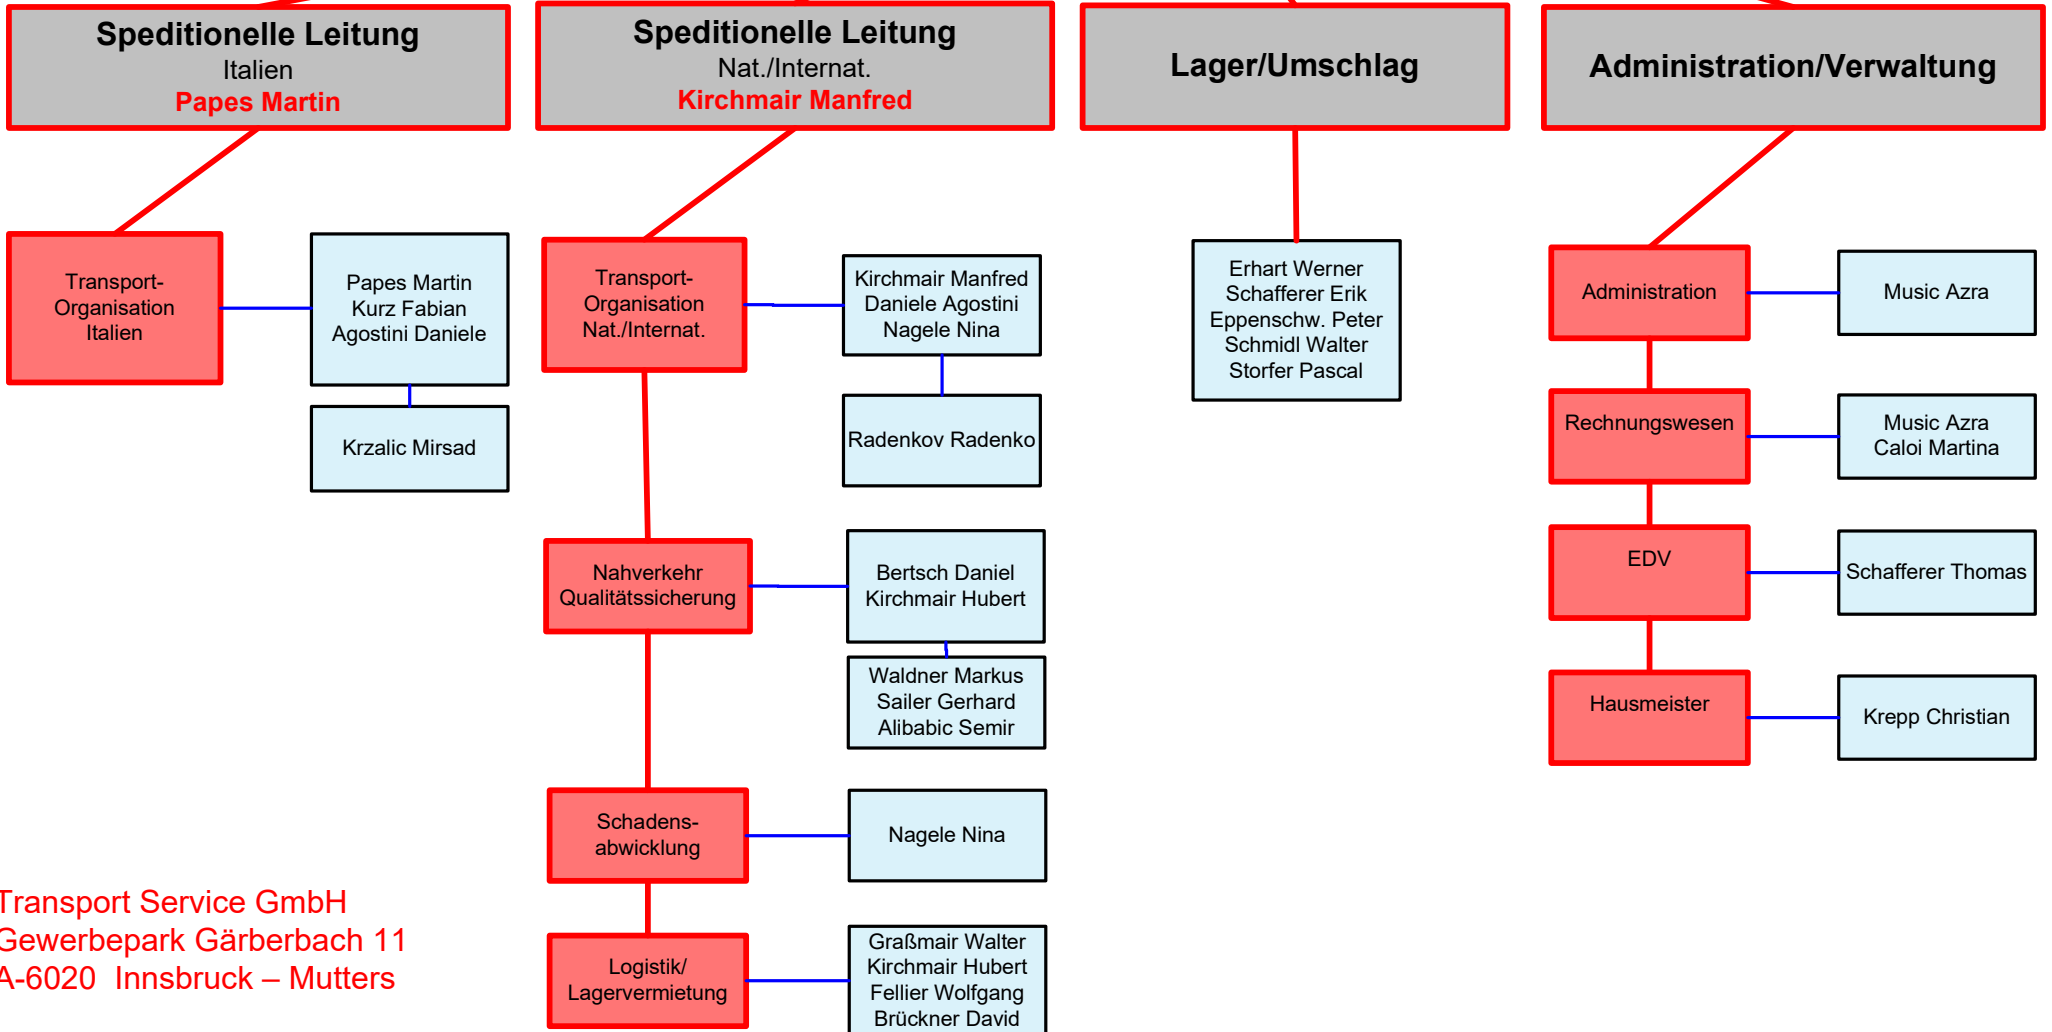 Speditionelle Leitung
Italien
Papes Martin
Speditionelle Leitung
Nat./Internat.
Kirchmair Manfred
Lager/Umschlag
Administration/Verwaltung
Transport-
Organisation
Italien
Papes Martin
Kurz Fabian
Agostini Daniele
Krzalic Mirsad
Transport-
Organisation
Nat./Internat.
Kirchmair Manfred
Daniele Agostini
Nagele Nina
Radenkov Radenko
Nahverkehr
Qualitätssicherung
Bertsch Daniel
Kirchmair Hubert
Waldner Markus
Sailer Gerhard
Alibabic Semir
Schadens-
abwicklung
Nagele Nina
Logistik/
Lagervermietung
Graßmair Walter
Kirchmair Hubert
Fellier Wolfgang
Brückner David
Erhart Werner
Schafferer Erik
Eppenschw. Peter
Schmidl Walter
Storfer Pascal
Administration
Music Azra
Rechnungswesen
Music Azra
Caloi Martina
EDV
Schafferer Thomas
Hausmeister
Krepp Christian
Transport Service GmbH
Gewerbepark Gärberbach 11
A-6020 Innsbruck – Mutters